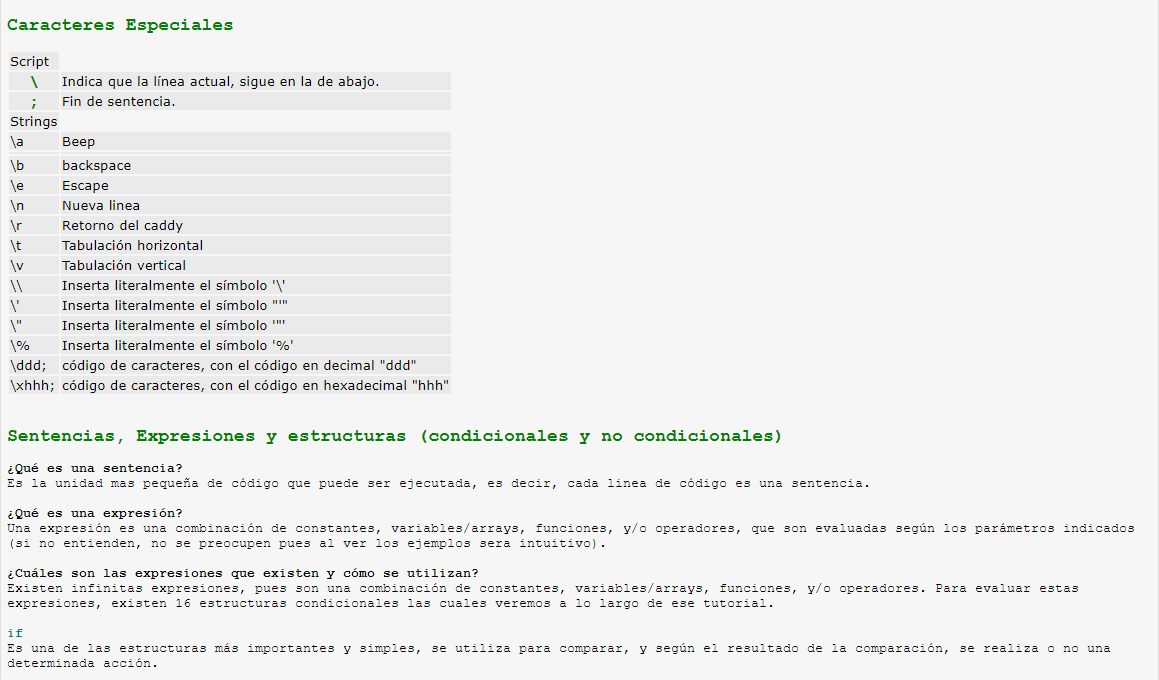 Caracteres Especiales
Script
\ Indica que la línea actual, sigue en la de abajo.
; Fin de sentencia.
Strings
\a Beep
\b backspace
\e Escape
\n Nueva linea
\r Retorno del caddy
\t Tabulación horizontal
\v Tabulación vertical
\\ Inserta literalmente el símbolo '\'
\' Inserta literalmente el símbolo "'"
\" Inserta literalmente el símbolo '"'
\% Inserta literalmente el símbolo '%'
\ddd; código de caracteres, con el código en decimal "ddd"
\xhhh; código de caracteres, con el código en hexadecimal "hhh"
Sentencias, Expresiones y estructuras (condicionales y no condicionales)
¿Qué es una sentencia?
Es la unidad mas pequeña de código que puede ser ejecutada, es decir, cada linea de código es una sentencia.
¿Qué es una expresión?
Una expresión es una combinación de constantes, variables/arrays, funciones, y/o operadores, que son evaluadas según los parámetros indicados
(si no entienden, no se preocupen pues al ver los ejemplos sera intuitivo).
¿Cuáles son las expresiones que existen y cómo se utilizan?
Existen infinitas expresiones, pues son una combinación de constantes, variables/arrays, funciones, y/o operadores. Para evaluar estas
expresiones, existen 16 estructuras condicionales las cuales veremos a lo largo de ese tutorial.
if
Es una de las estructuras más importantes y simples, se utiliza para comparar, y según el resultado de la comparación, se realiza o no una
determinada acción.